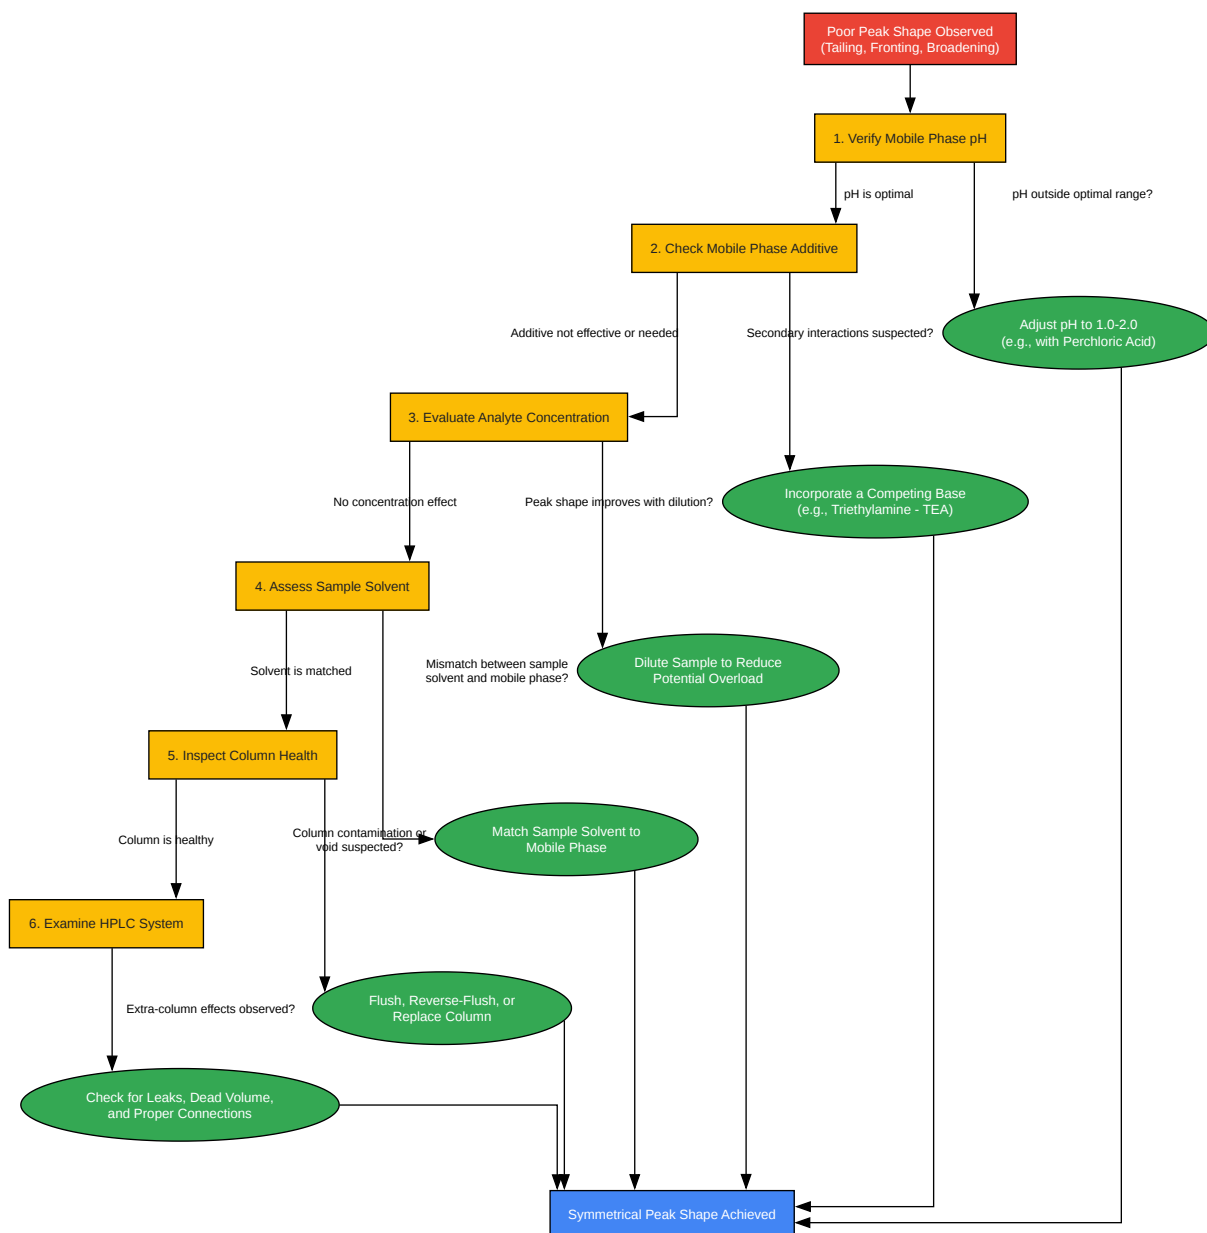 Poor Peak Shape Observed
(Tailing, Fronting, Broadening)
1. Verify Mobile Phase pH
pH is optimal
pH outside optimal range?
2. Check Mobile Phase Additive
Additive not effective or needed
Secondary interactions suspected?
Adjust pH to 1.0-2.0
(e.g., with Perchloric Acid)
3. Evaluate Analyte Concentration
No concentration effect
Peak shape improves with dilution?
Incorporate a Competing Base
(e.g., Triethylamine - TEA)
4. Assess Sample Solvent
Solvent is matched
Mismatch between sample
solvent and mobile phase?
Dilute Sample to Reduce
Potential Overload
5. Inspect Column Health
Column is healthy
Column contamination or
void suspected?
Match Sample Solvent to
Mobile Phase
6. Examine HPLC System
Extra-column effects observed?
Flush, Reverse-Flush, or
Replace Column
Check for Leaks, Dead Volume,
and Proper Connections
Symmetrical Peak Shape Achieved